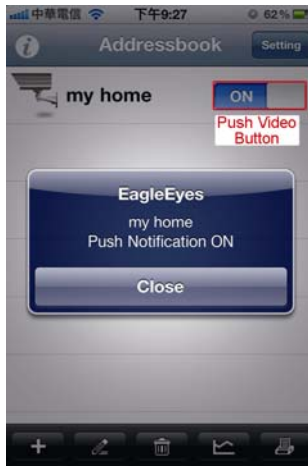 中華電信 下午9:27 62%
Addressbook Setting
my home ON
Push Video
Button
EagleEyes
my home
Push Notification ON
Close